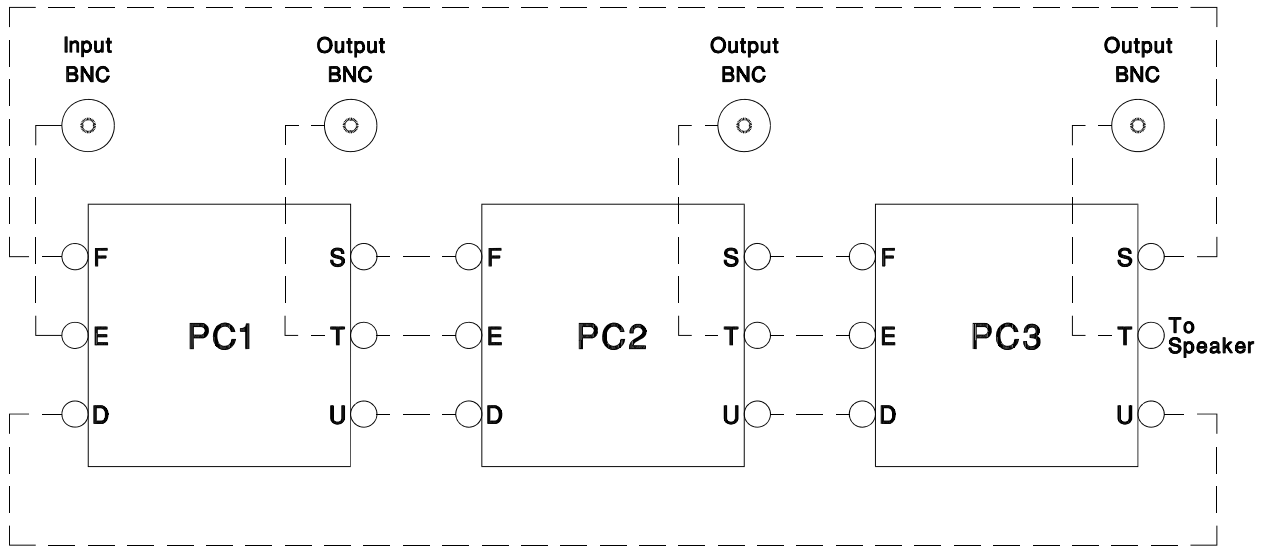 Input
BNC
Output
BNC
Output
BNC
Output
BNC
F
S
F
S
F
S
E
PC1
T
E
PC2
T
E
PC3
T
To
Speaker
D
U
D
U
D
U